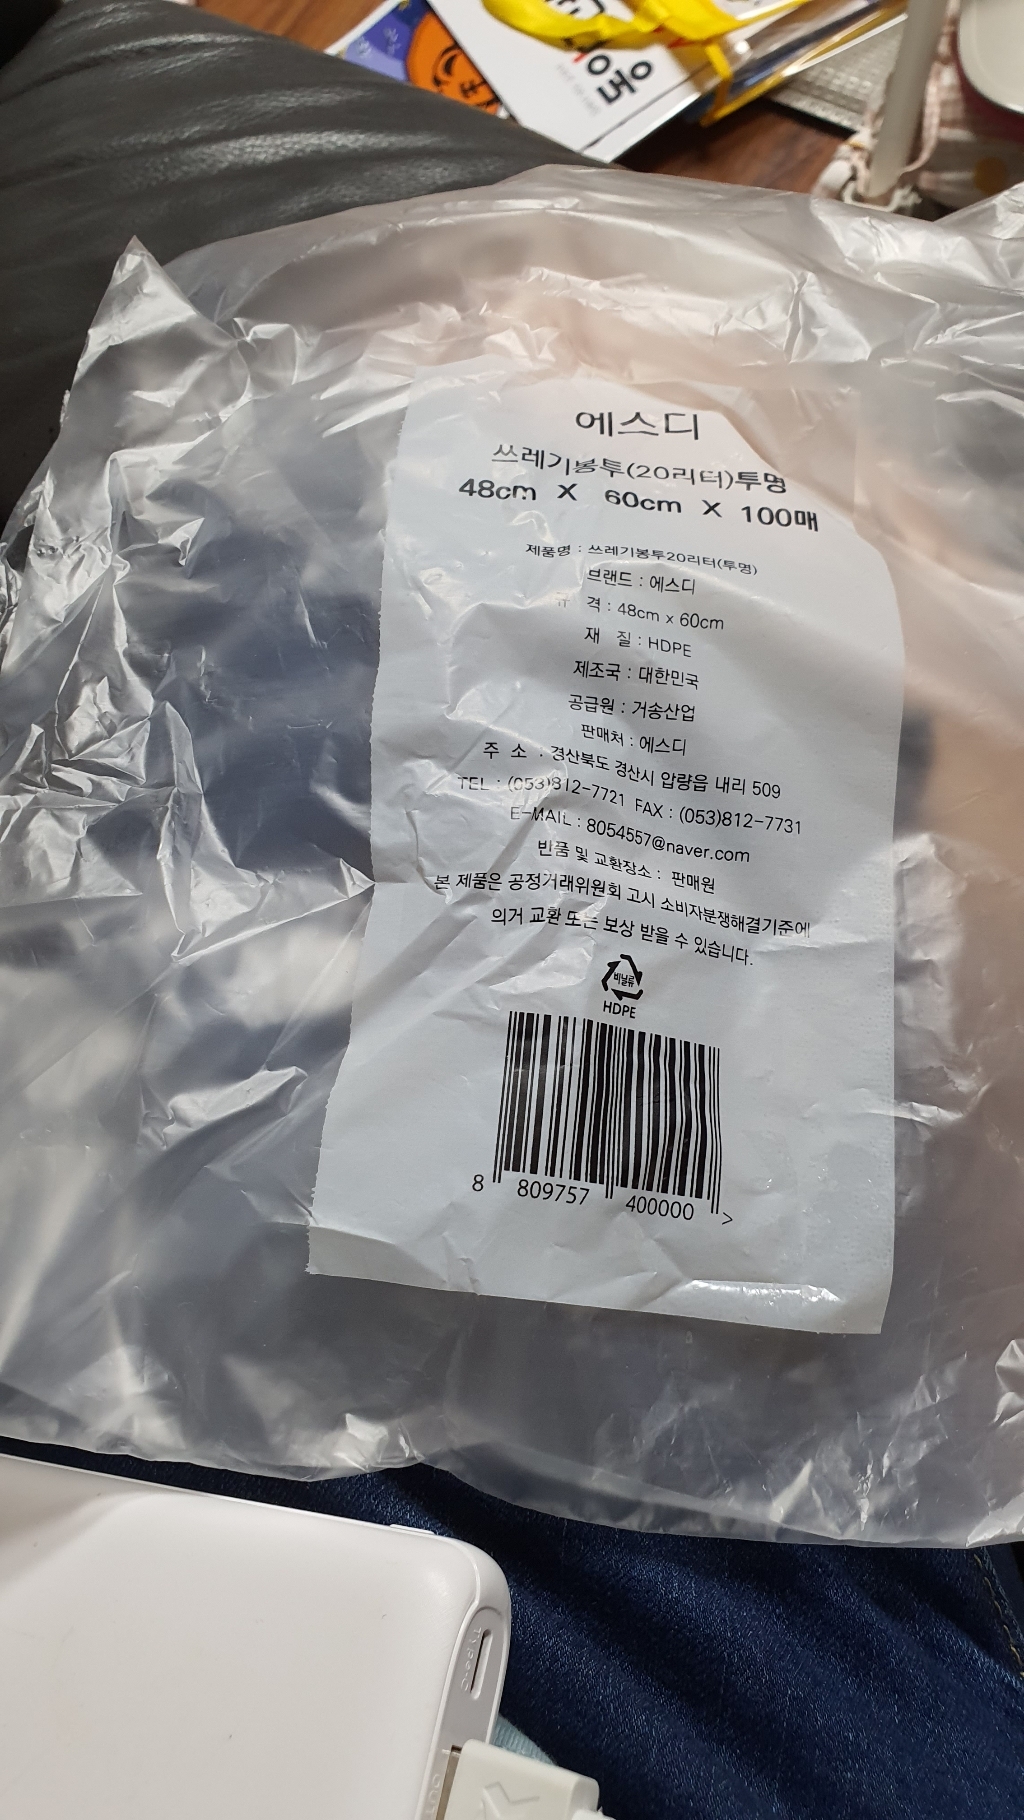 에스디
쓰레기봉투(20리터)투명
48cm X 60cm X 100매
제품명 : 쓰레기봉투20리터(투명)
브랜드 : 에스디
규 격 : 48cm x 60cm
재 질 : HDPE
제조국 : 대한민국
공급원 : 거송산업
판매처 : 에스디
주 소 : 경산북도 경산시 압량읍 내리 509
TEL : (053)812-7721 FAX : (053)812-7731
E-MAIL : 8054557@naver.com
빈품 및 교환장소 : 판매원
본 제품은 공정거래위원회 고시 소비자분쟁해결기준에
의거 교환 또는 보상 받을 수 있습니다.
비닐류
HDPE
8 809757 400000 >
Type-C